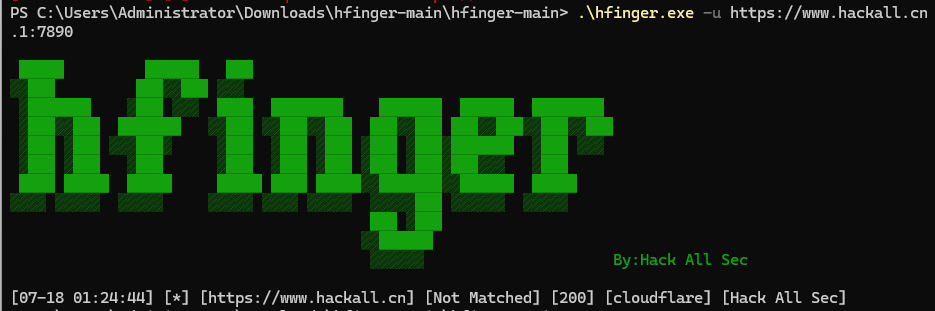 PS C:\Users\Administrator\Downloads\hfinger-main\hfinger-main> .\hfinger.exe -u https://www.hackall.cn
.1:7890
hfinger
By:Hack All Sec
[07-18 01:24:44] [*] [https://www.hackall.cn] [Not Matched] [200] [cloudflare] [Hack All Sec]